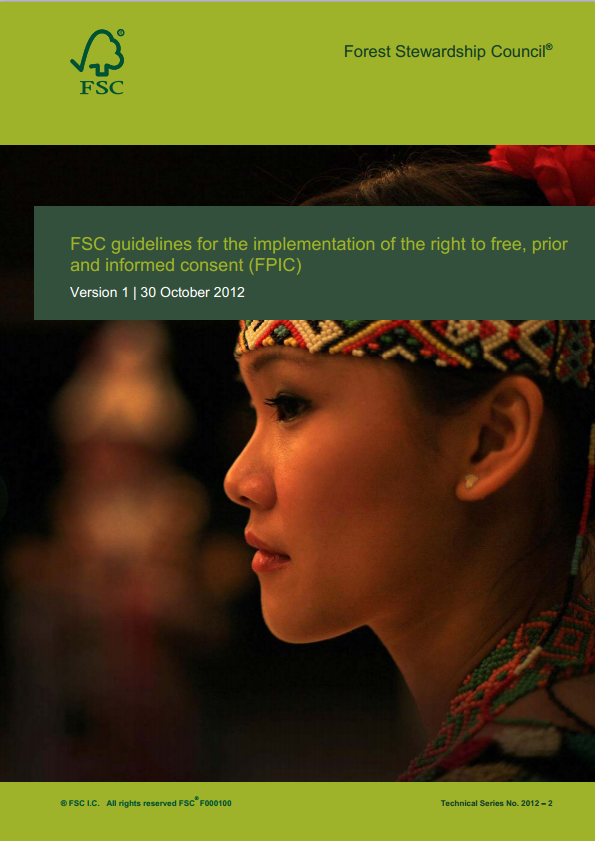 Forest Stewardship Council®
FSC
FSC guidelines for the implementation of the right to free, prior
and informed consent (FPIC)
Version 1 | 30 October 2012
® FSC I.C. All rights reserved FSC® F000100
Technical Series No. 2012 – 2